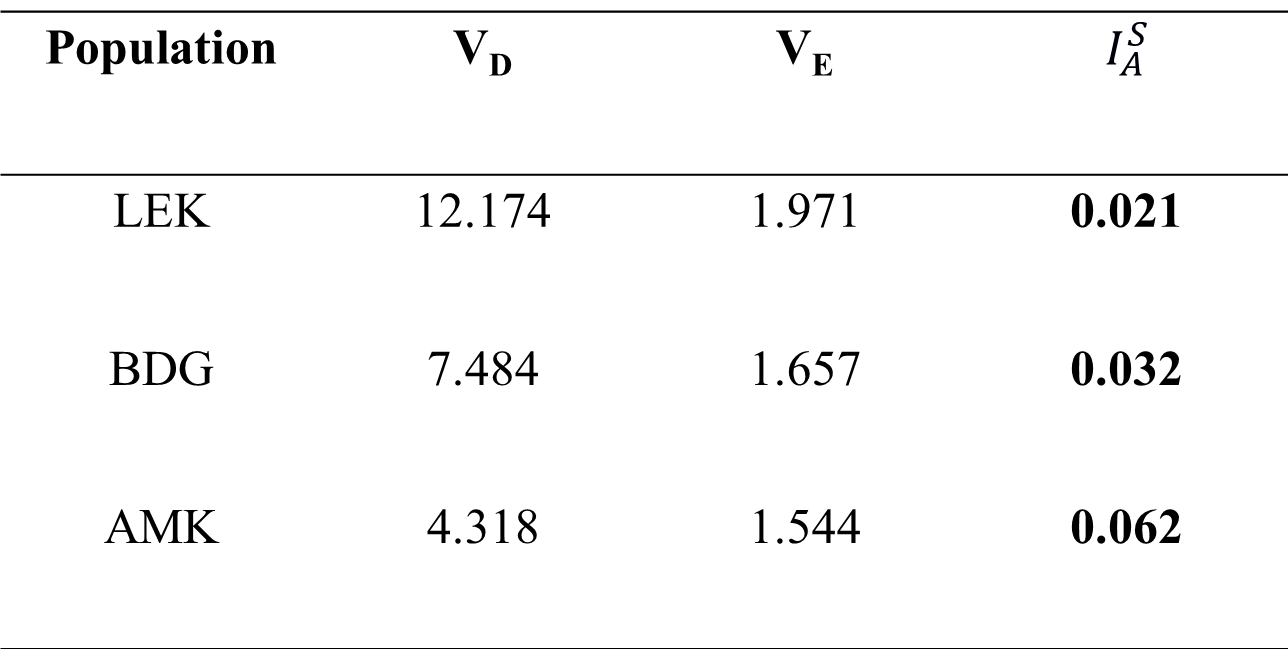 Population V_D V_E I_A^S
LEK 12.174 1.971 0.021
BDG 7.484 1.657 0.032
AMK 4.318 1.544 0.062